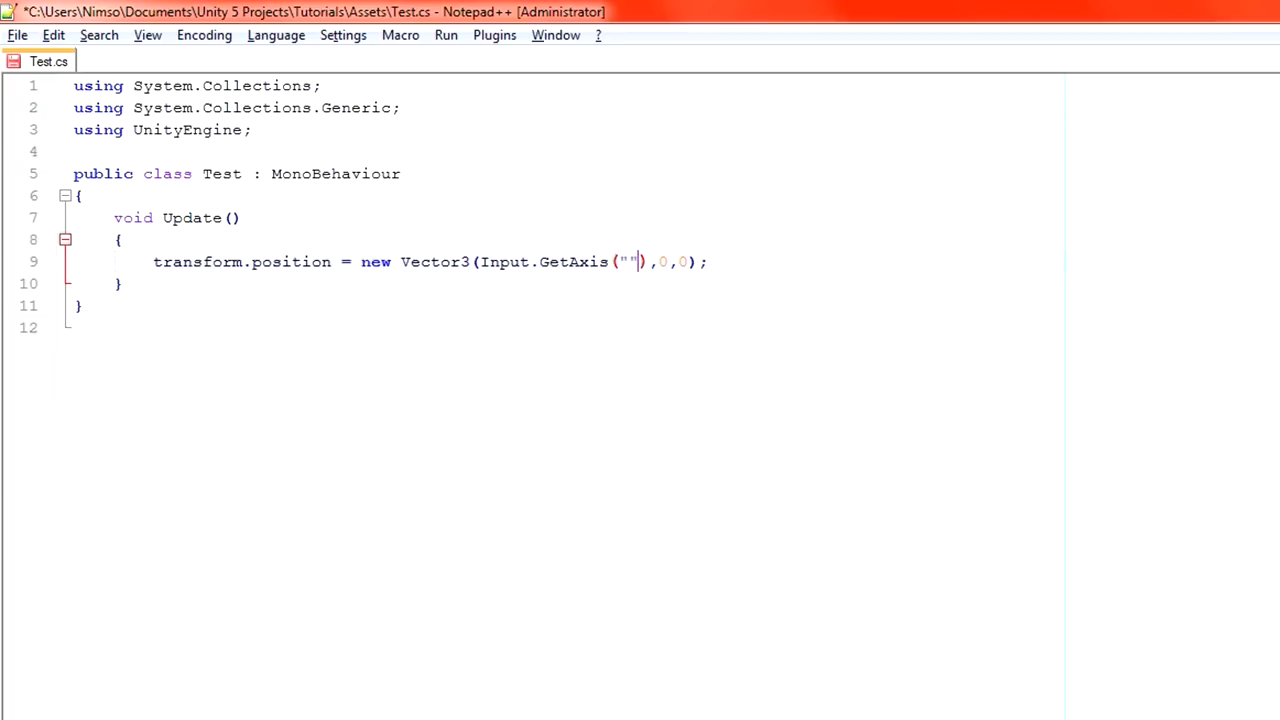 *C:\Users\Nimso\Documents\Unity 5 Projects\Tutorials\Assets\Test.cs - Notepad++ [Administrator]
File Edit Search View Encoding Language Settings Macro Run Plugins Window ?
Test.cs
1 using System.Collections;
2 using System.Collections.Generic;
3 using UnityEngine;
4
5 public class Test : MonoBehaviour
6 {
7 void Update()
8 {
9 transform.position = new Vector3(Input.GetAxis(""),0,0);
10 }
11 }
12